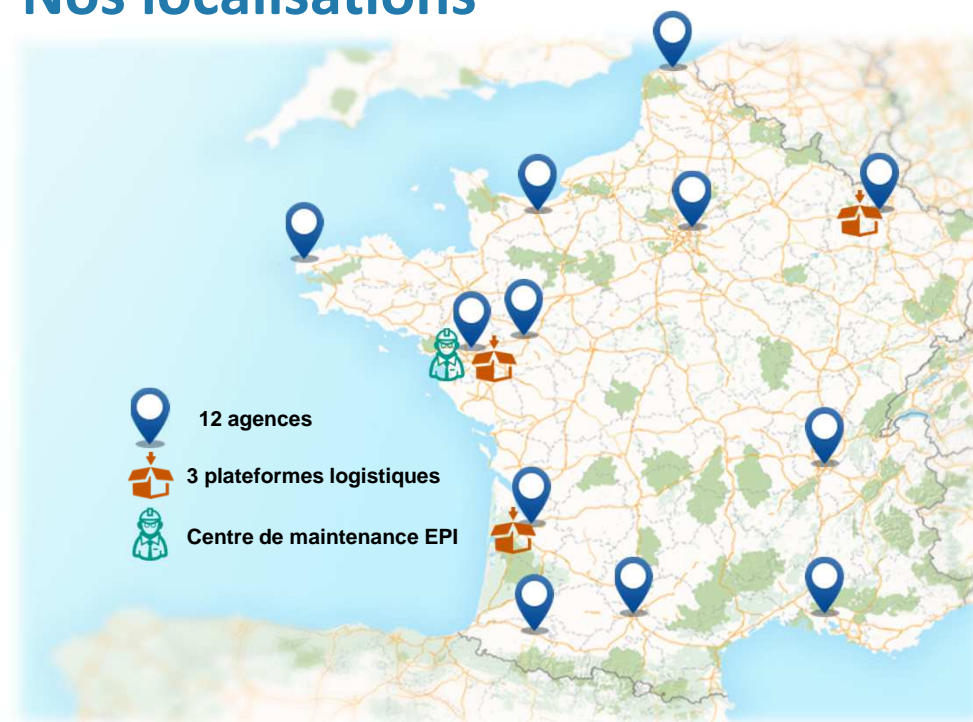 Nos localisations
12 agences
3 plateformes logistiques
Centre de maintenance EPI